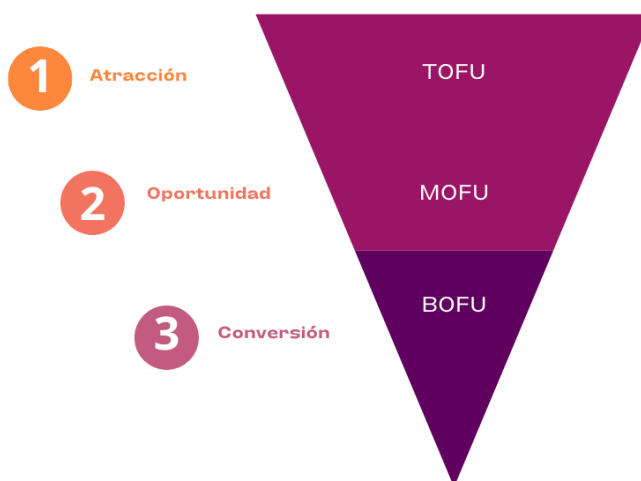 1
Atracción
TOFU
2
Oportunidad
MOFU
3
Conversión
BOFU